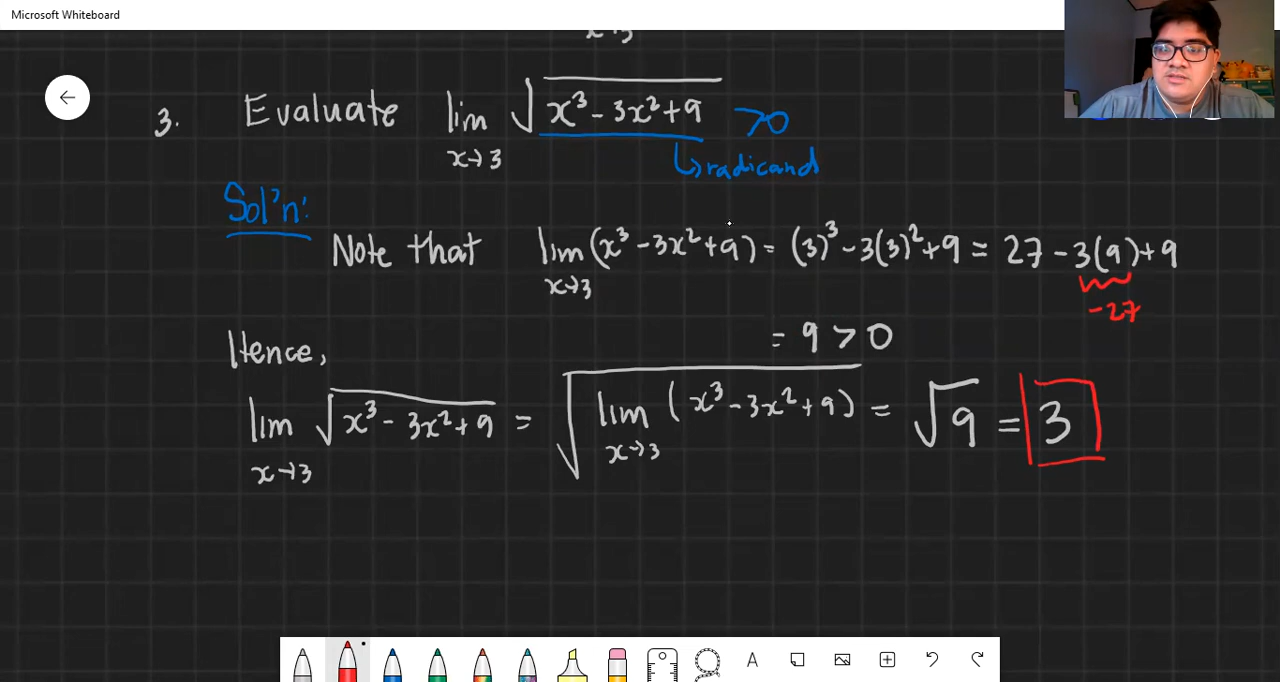 Microsoft Whiteboard
x→3
3. Evaluate lim x→3 √(x³ - 3x² + 9) >0
↳radicand
Sol'n:
Note that lim x→3 (x³ - 3x² + 9) = (3)³ - 3(3)² + 9 = 27 - 3(9) + 9
-27
= 9 > 0
Hence,
lim x→3 √(x³ - 3x² + 9) = √(lim x→3 (x³ - 3x² + 9)) = √9 = 3
A